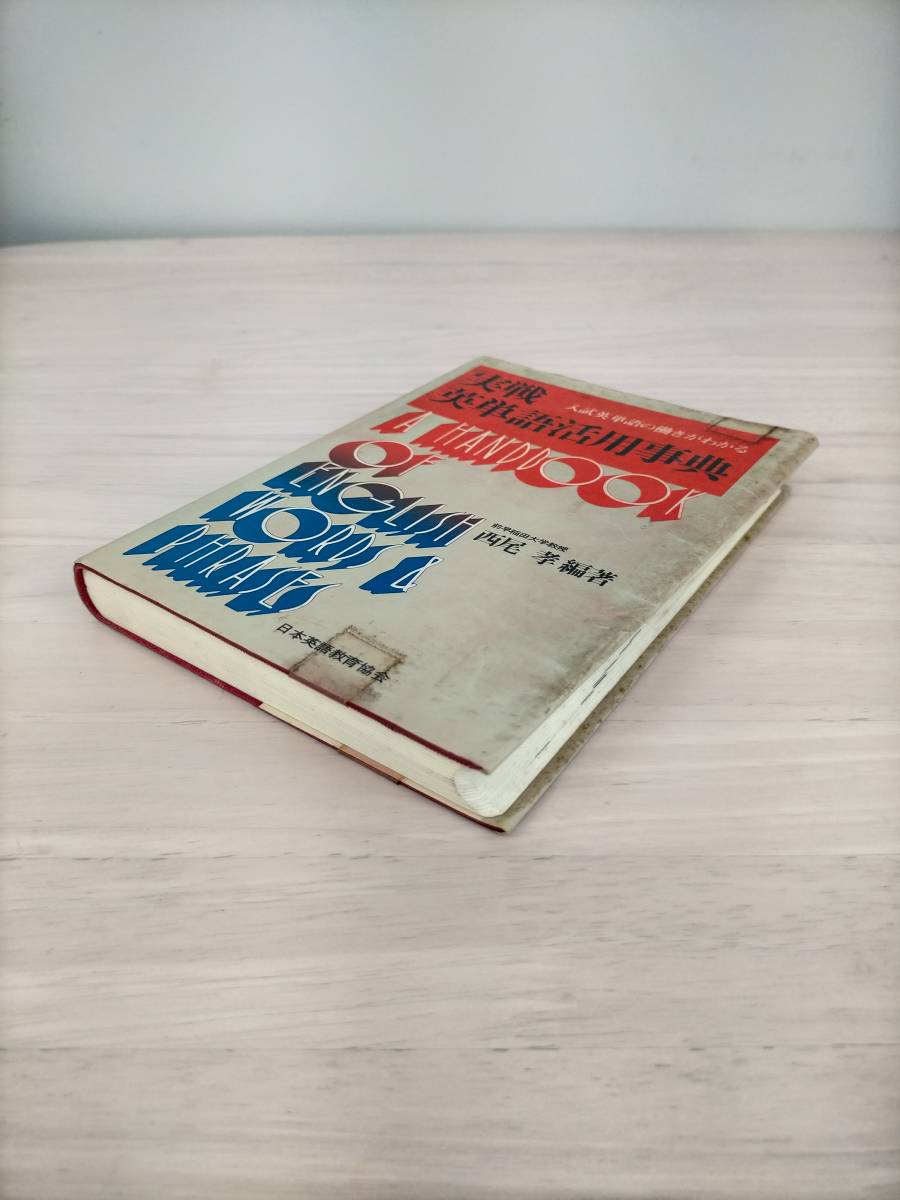 入試英単語の働きがわかる
実戦
英単語活用事典
A HANDBOOK
OF
ENGLISH
WORDS
前早稲田大学教授
西尾 孝 編著
日本英語教育協会